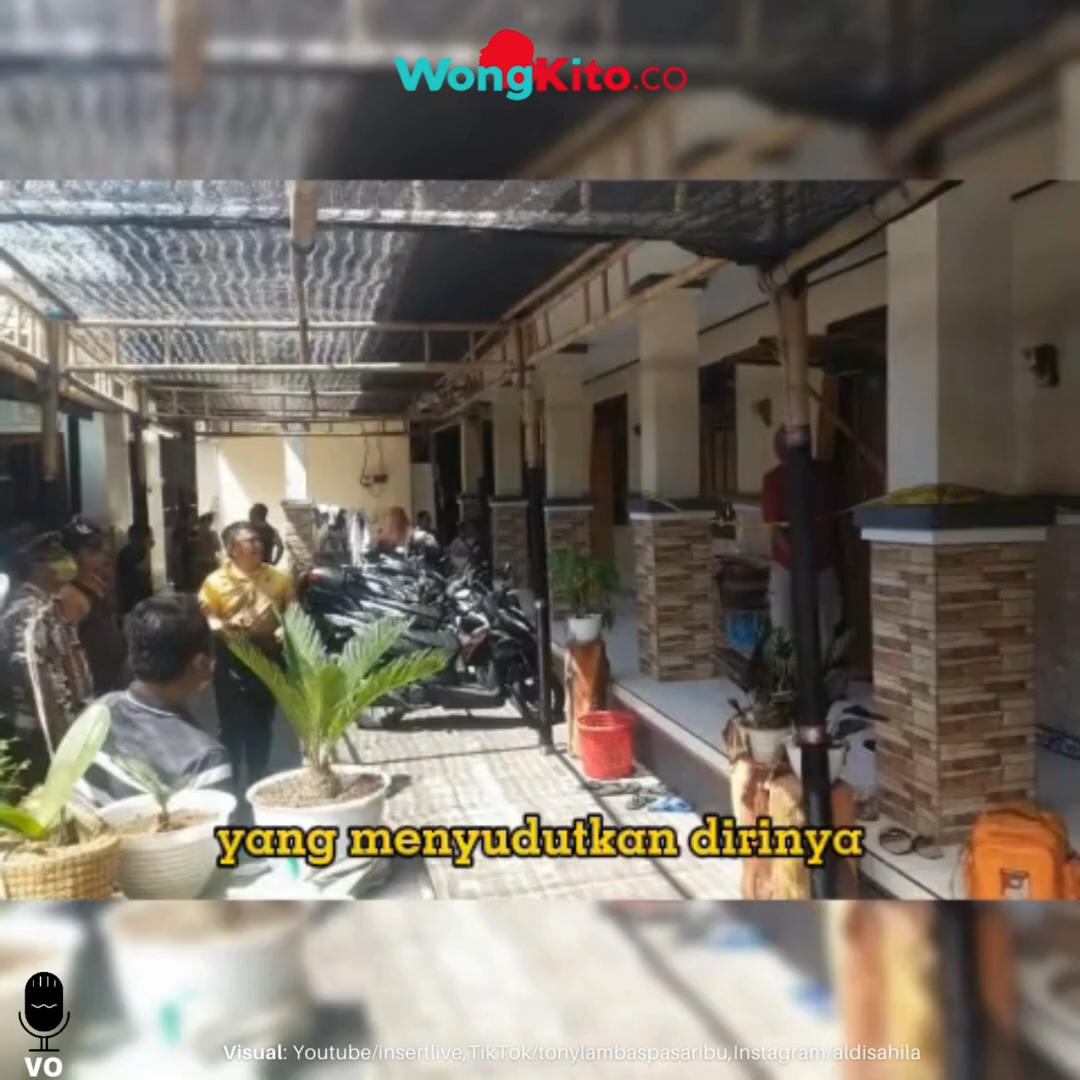 WongKito.co
yang menyudutkan dirinya
VO
Visual: Youtube/insertlive,TikTok/tonylambaspasaribu,Instagram/aldisahila